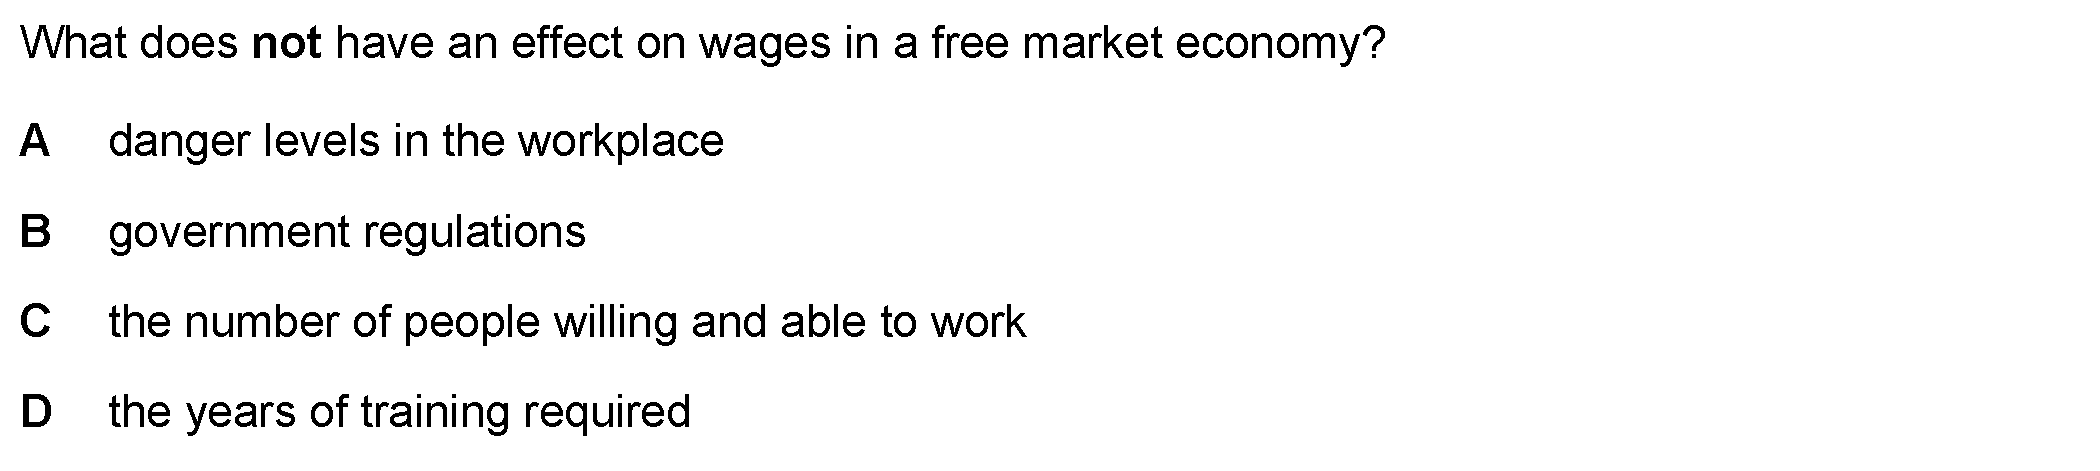 What does not have an effect on wages in a free market economy?
A danger levels in the workplace
B government regulations
C the number of people willing and able to work
D the years of training required